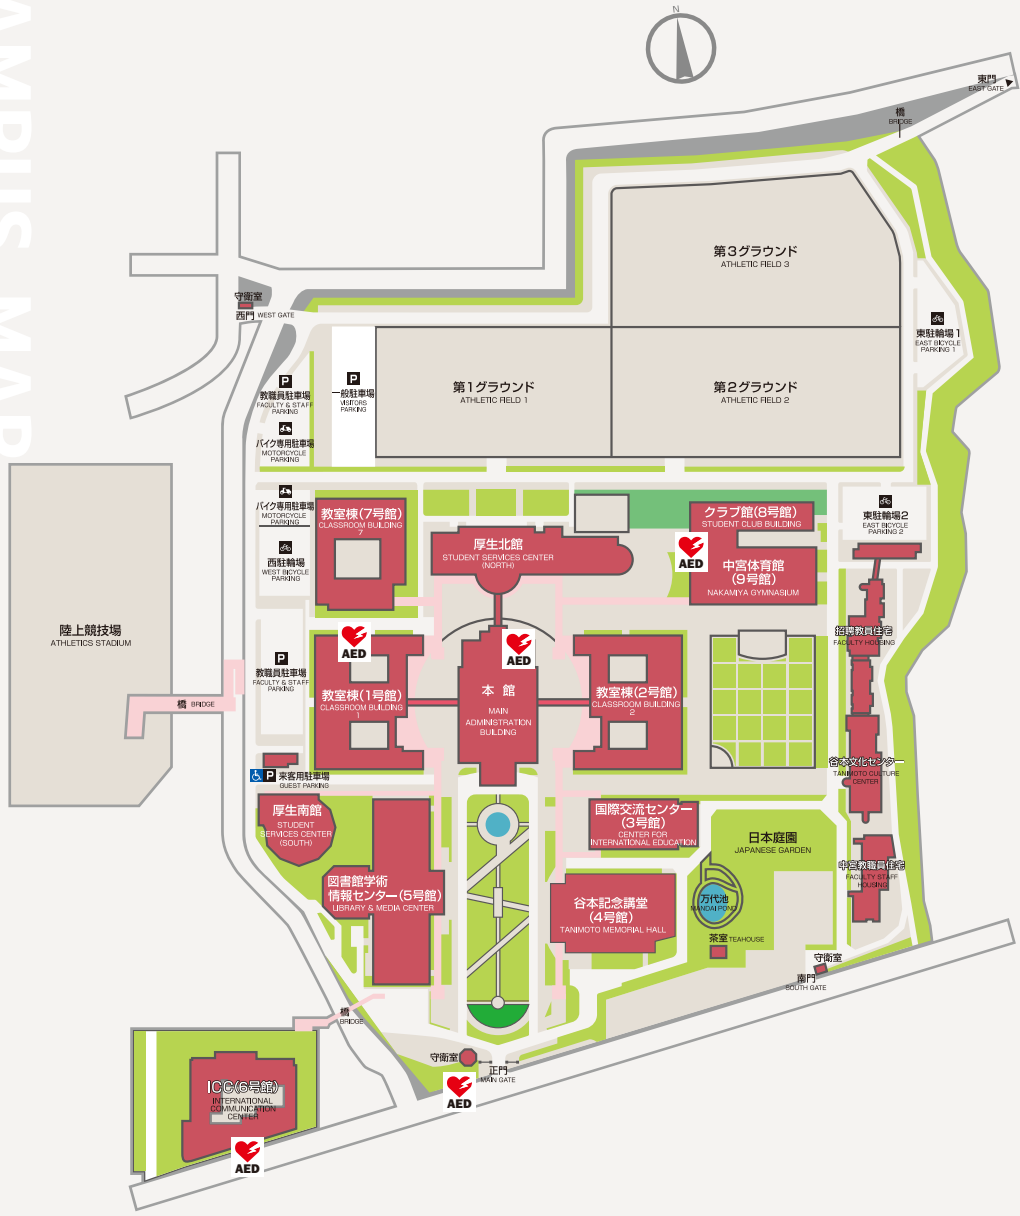 CAMPUS MAP
N
東門
EAST GATE
橋
BRIDGE
第3グラウンド
ATHLETIC FIELD 3
守衛室
西門 WEST GATE
東駐輪場1
EAST BICYCLE
PARKING 1
P
教職員駐車場
FACULTY & STAFF
PARKING
P
一般駐車場
VISITORS
PARKING
第1グラウンド
ATHLETIC FIELD 1
第2グラウンド
ATHLETIC FIELD 2
バイク専用駐車場
MOTORCYCLE
PARKING
バイク専用駐車場
MOTORCYCLE
PARKING
教室棟(7号館)
CLASSROOM BUILDING
7
クラブ館(8号館)
STUDENT CLUB BUILDING
東駐輪場2
EAST BICYCLE
PARKING 2
厚生北館
STUDENT SERVICES CENTER
(NORTH)
AED
中宮体育館
(9号館)
NAKAMIYA GYMNASIUM
西駐輪場
WEST BICYCLE
PARKING
陸上競技場
ATHLETICS STADIUM
AED
AED
招聘教員住宅
FACULTY HOUSING
P
教職員駐車場
FACULTY & STAFF
PARKING
教室棟(1号館)
CLASSROOM BUILDING
1
本 館
MAIN
ADMINISTRATION
BUILDING
教室棟(2号館)
CLASSROOM BUILDING
2
橋 BRIDGE
谷本文化センター
TANIMOTO CULTURE
CENTER
P 来客用駐車場
GUEST PARKING
厚生南館
STUDENT
SERVICES CENTER
(SOUTH)
国際交流センター
(3号館)
CENTER FOR
INTERNATIONAL EDUCATION
日本庭園
JAPANESE GARDEN
中宮教職員住宅
FACULTY STAFF
HOUSING
図書館学術
情報センター(5号館)
LIBRARY & MEDIA CENTER
谷本記念講堂
(4号館)
TANIMOTO MEMORIAL HALL
万代池
MANDAI POND
茶室 TEAHOUSE
守衛室
南門
SOUTH GATE
橋
BRIDGE
守衛室
正門
MAIN GATE
AED
ICC(6号館)
INTERNATIONAL
COMMUNICATION
CENTER
AED